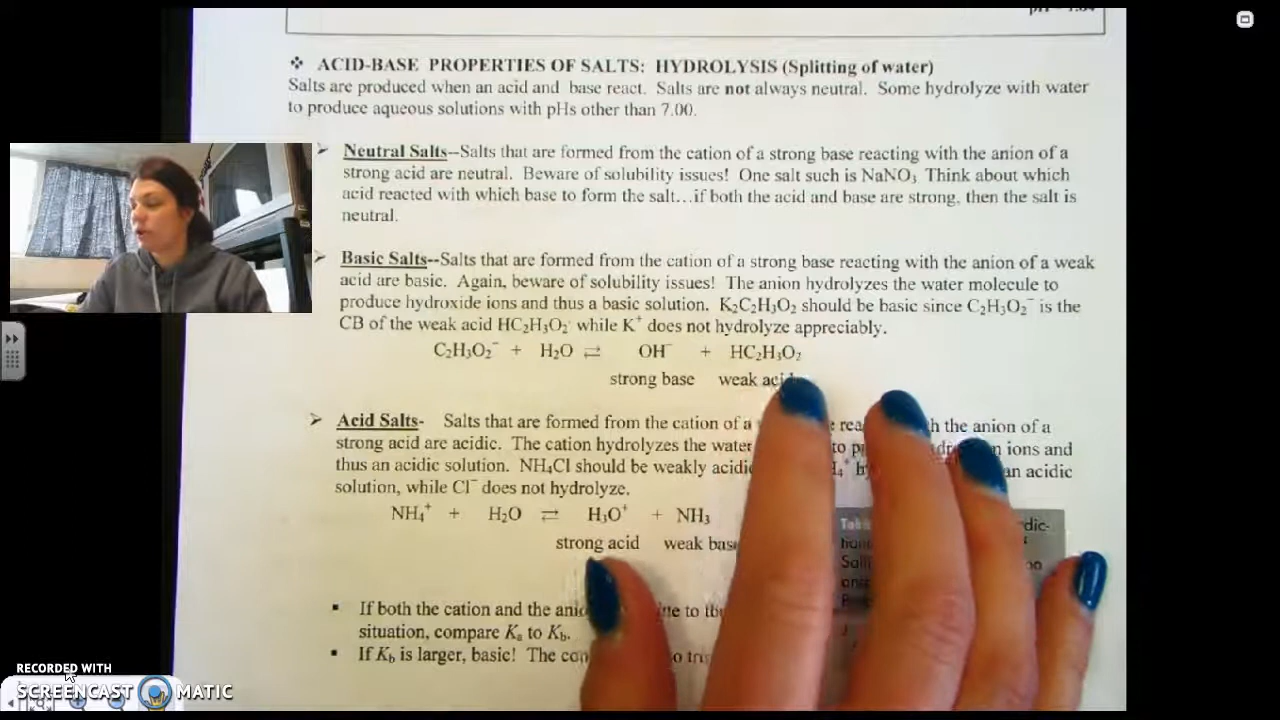 ❖ ACID-BASE PROPERTIES OF SALTS: HYDROLYSIS (Splitting of water)
Salts are produced when an acid and base react. Salts are not always neutral. Some hydrolyze with water
to produce aqueous solutions with pHs other than 7.00.
➢ Neutral Salts--Salts that are formed from the cation of a strong base reacting with the anion of a
strong acid are neutral. Beware of solubility issues! One salt such is NaNO₃ Think about which
acid reacted with which base to form the salt…if both the acid and base are strong, then the salt is
neutral.
➢ Basic Salts--Salts that are formed from the cation of a strong base reacting with the anion of a weak
acid are basic. Again, beware of solubility issues! The anion hydrolyzes the water molecule to
produce hydroxide ions and thus a basic solution. K₂C₂H₃O₂ should be basic since C₂H₃O₂⁻ is the
CB of the weak acid HC₂H₃O₂ while K⁺ does not hydrolyze appreciably.
C₂H₃O₂⁻ + H₂O ⇄ OH⁻ + HC₂H₃O₂
strong base weak
➢ Acid Salts- Salts that are formed from the cation of a the anion of a
strong acid are acidic. The cation hydrolyzes the water to ions and
thus an acidic solution. NH₄Cl should be weakly an acidic
solution, while Cl⁻ does not hydrolyze.
NH₄⁺ + H₂O ⇄ H₃O⁺ + NH₃
strong acid weak
▪ If both the cation and the to
situation, compare Kₐ to K_b.
▪ If K_b is larger, basic! The
RECORDED WITH
SCREENCAST MATIC